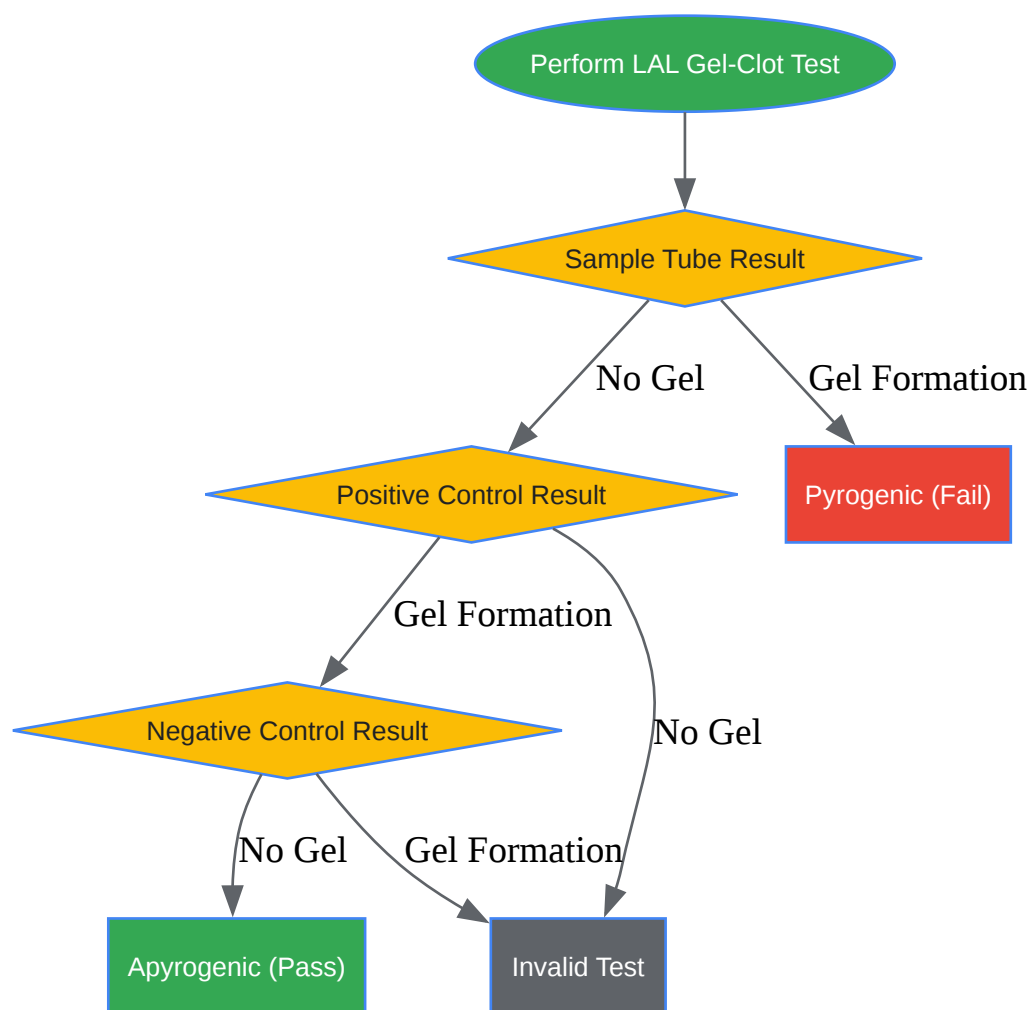 Perform LAL Gel-Clot Test
Sample Tube Result
No Gel
Gel Formation
Positive Control Result
Pyrogenic (Fail)
Gel Formation
Negative Control Result
No Gel
No Gel
Gel Formation
Apyrogenic (Pass)
Invalid Test